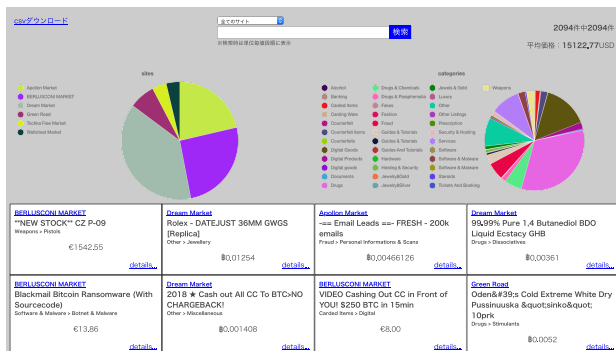 csvダウンロード
全てのサイト
検索
※検索時は単位毎桁回順に表示
2094件中2094件
平均価格：15122.77USD
sites
Apollon Market
BERLUSCONI MARKET
Dream Market
Green Road
Tochka Free Market
Wallstreet Market
categories
Alcohol
Banking
Carded Items
Carding Ware
Counterfeit
Counterfeit Items
Counterfeits
Digital Goods
Digital Products
Digital goods
Documents
Drugs
Drugs & Chemicals
Drugs & Paraphernalia
Fakes
Fashion
Fraud
Guides & Tutorials
Guides & Tutorials
Guides And Tutorials
Hardware
Hosting & Security
Jewelry&Gold
Jewelry&Silver
Jewels & Gold
Luxury
Other
Other Listings
Prescription
Security & Hosting
Services
Software
Software & Malware
Software & Malware
Steroids
Tickets And Booking
Weapons
BERLUSCONI MARKET
**NEW STOCK** CZ P-09
Weapons > Pistols
€1542.55
details...
Dream Market
Rolex - DATEJUST 36MM GWGS
[Replica]
Other > Jewellery
฿0.01254
details...
Apollon Market
-== Email Leads ==- FRESH - 200k
emails
Fraud > Personal Informations & Scans
฿0.00466126
details...
Dream Market
99.99% Pure 1,4 Butanediol BDO
Liquid Ecstacy GHB
Drugs > Dissociatives
฿0.00361
details...
BERLUSCONI MARKET
Blackmail Bitcoin Ransomware (With
Sourcecode)
Software & Malware > Botnet & Malware
€13.86
details...
Dream Market
2018 ★ Cash out All CC To BTC>NO
CHARGEBACK!
Other > Miscellaneous
฿0.001408
details...
BERLUSCONI MARKET
VIDEO Cashing Out CC in Front of
YOU! $250 BTC in 15min
Carded Items > Digital
€8.00
details...
Green Road
Oden&#39;s Cold Extreme White Dry
Pussinuuska &quot;sinko&quot;
10prk
Drugs > Stimulants
฿0.0052
details...